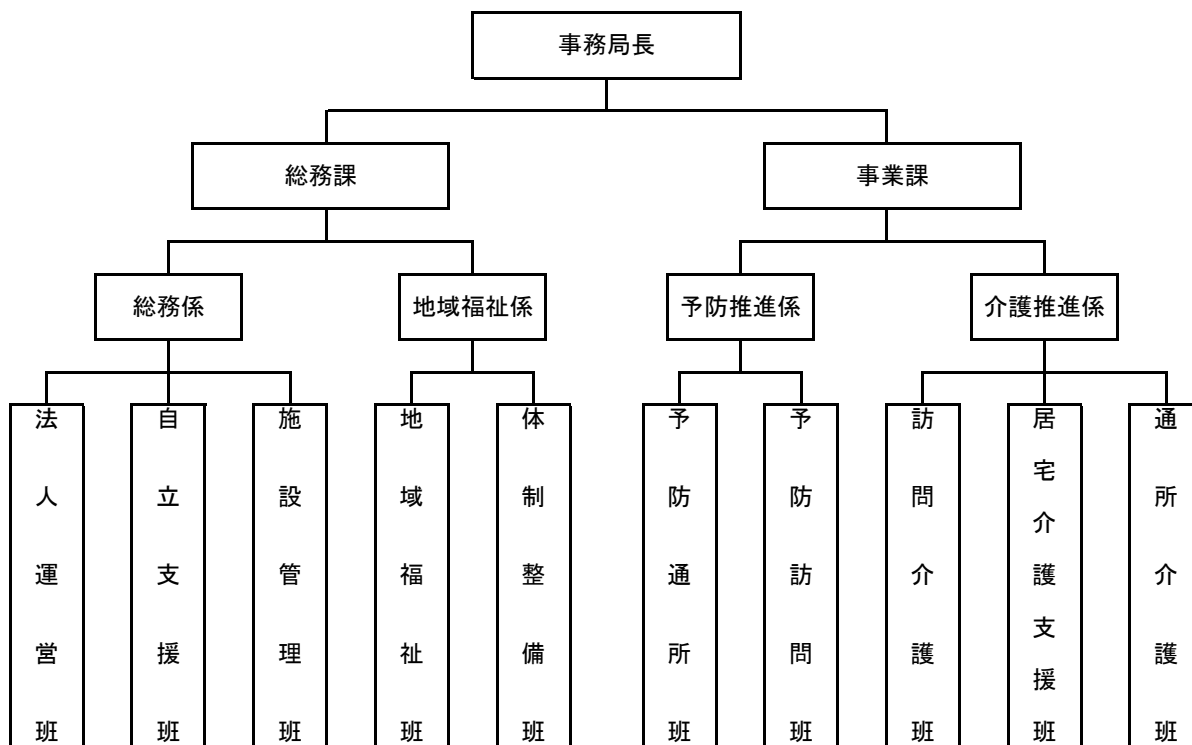 事務局長
総務課
事業課
総務係
地域福祉係
予防推進係
介護推進係
法人運営班
自立支援班
施設管理班
地域福祉班
体制整備班
予防通所班
予防訪問班
訪問介護班
居宅介護支援班
通所介護班